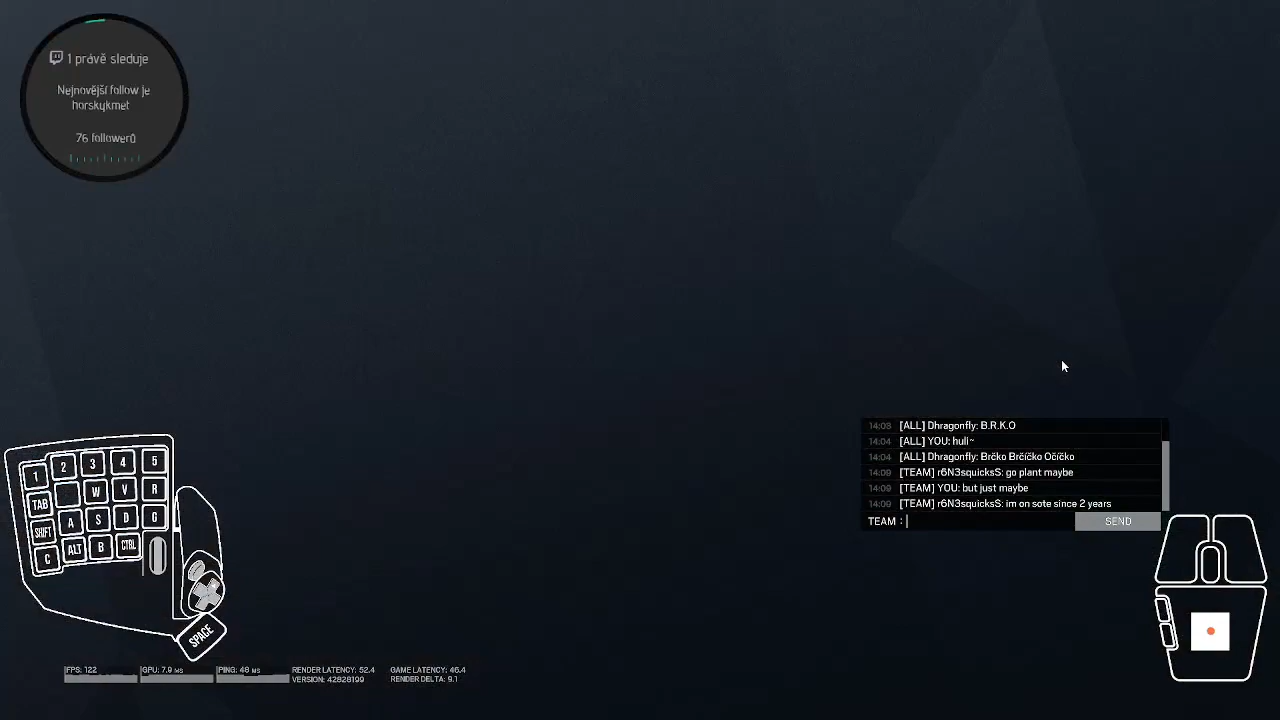 1 právě sleduje
Nejnovější follow je
horskykmet
76 followerů
14:03 [ALL] Dhragonfly: B.R.K.O
14:04 [ALL] YOU: huli~
14:04 [ALL] Dhragonfly: Brčko Brčíčko Očíčko
14:09 [TEAM] r6N3squicksS: go plant maybe
14:09 [TEAM] YOU: but just maybe
14:09 [TEAM] r6N3squicksS: im on sote since 2 years
TEAM : SEND
1 2 3 4 5
TAB W V R
SHIFT A S D G
C ALT B CTRL
SPACE
FPS: 122 GPU: 7.9 MS PING: 48 MS RENDER LATENCY: 52.4 GAME LATENCY: 46.4
VERSION: 42828199 RENDER DELTA: 9.1